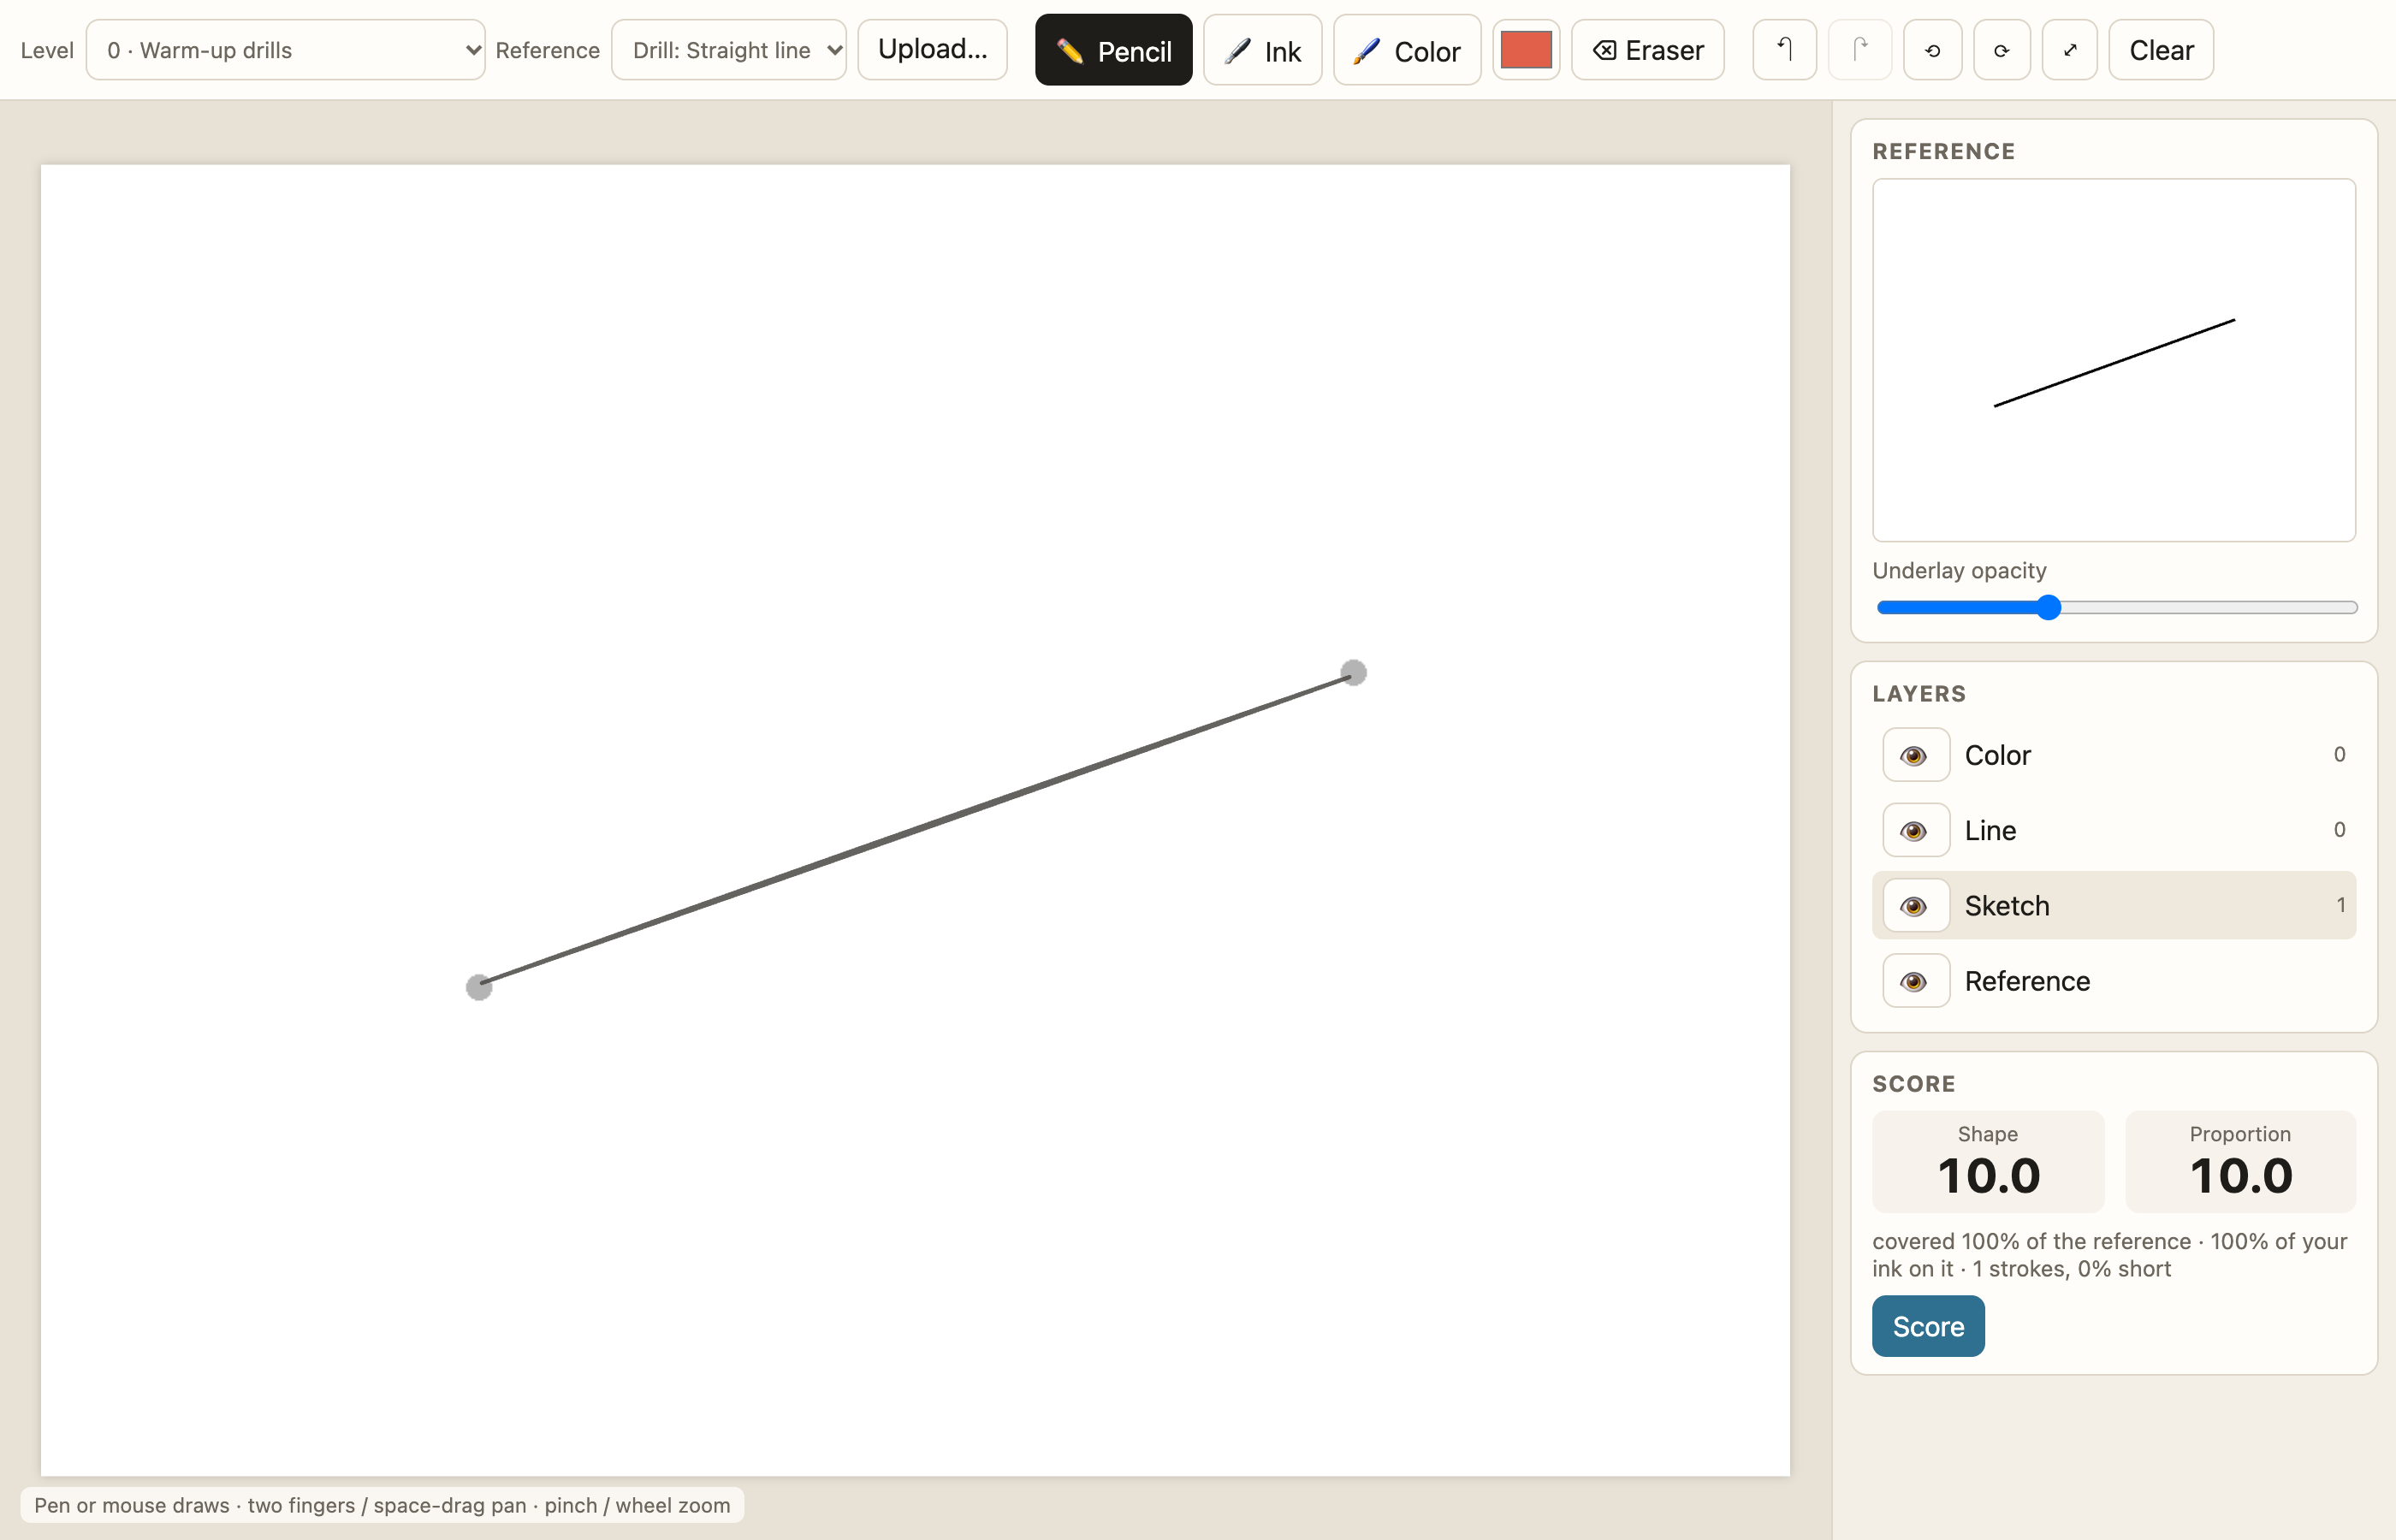 Level 0 · Warm-up drills Reference Drill: Straight line Upload... Pencil Ink Color Eraser Clear
REFERENCE
Underlay opacity
LAYERS
Color 0
Line 0
Sketch 1
Reference
SCORE
Shape Proportion
10.0 10.0
covered 100% of the reference · 100% of your
ink on it · 1 strokes, 0% short
Score
Pen or mouse draws · two fingers / space-drag pan · pinch / wheel zoom